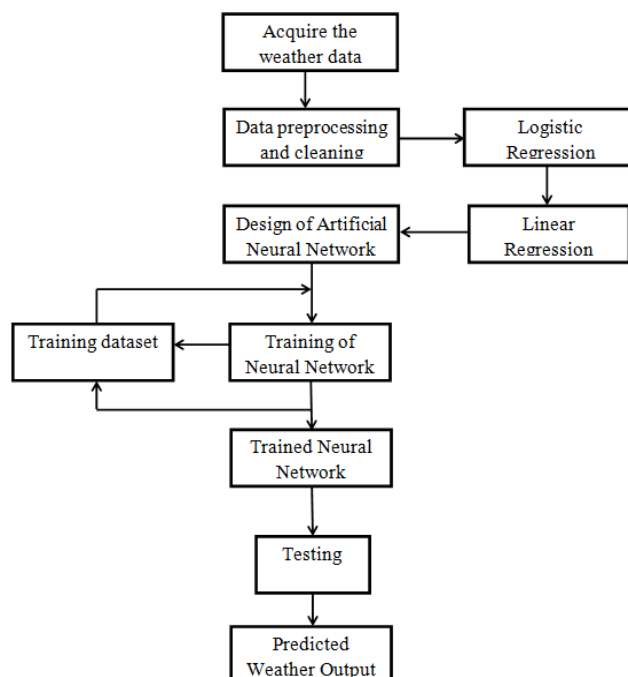 Acquire the
weather data
Data preprocessing
and cleaning
Logistic
Regression
Design of Artificial
Neural Network
Linear
Regression
Training dataset
Training of
Neural Network
Trained Neural
Network
Testing
Predicted
Weather Output